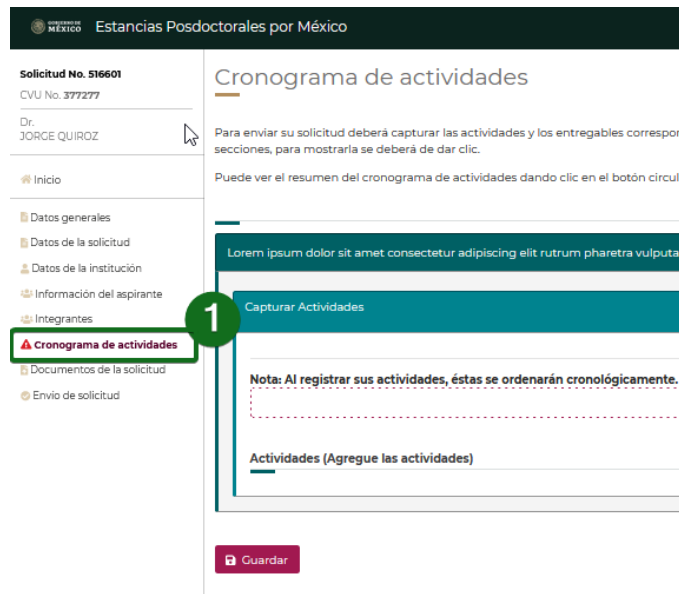 GOBIERNO DE
MÉXICO
Estancias Posdoctorales por México
Solicitud No. 516601
CVU No. 377277
Dr.
JORGE QUIROZ
Inicio
Datos generales
Datos de la solicitud
Datos de la institución
Información del aspirante
Integrantes
Cronograma de actividades
Documentos de la solicitud
Envio de solicitud
1
Cronograma de actividades
Para enviar su solicitud deberá capturar las actividades y los entregables correspon
secciones, para mostrarla se deberá de dar clic.
Puede ver el resumen del cronograma de actividades dando clic en el botón circul
Lorem ipsum dolor sit amet consectetur adipiscing elit rutrum pharetra vulputa
Capturar Actividades
Nota: Al registrar sus actividades, éstas se ordenarán cronológicamente.
Actividades (Agregue las actividades)
Guardar